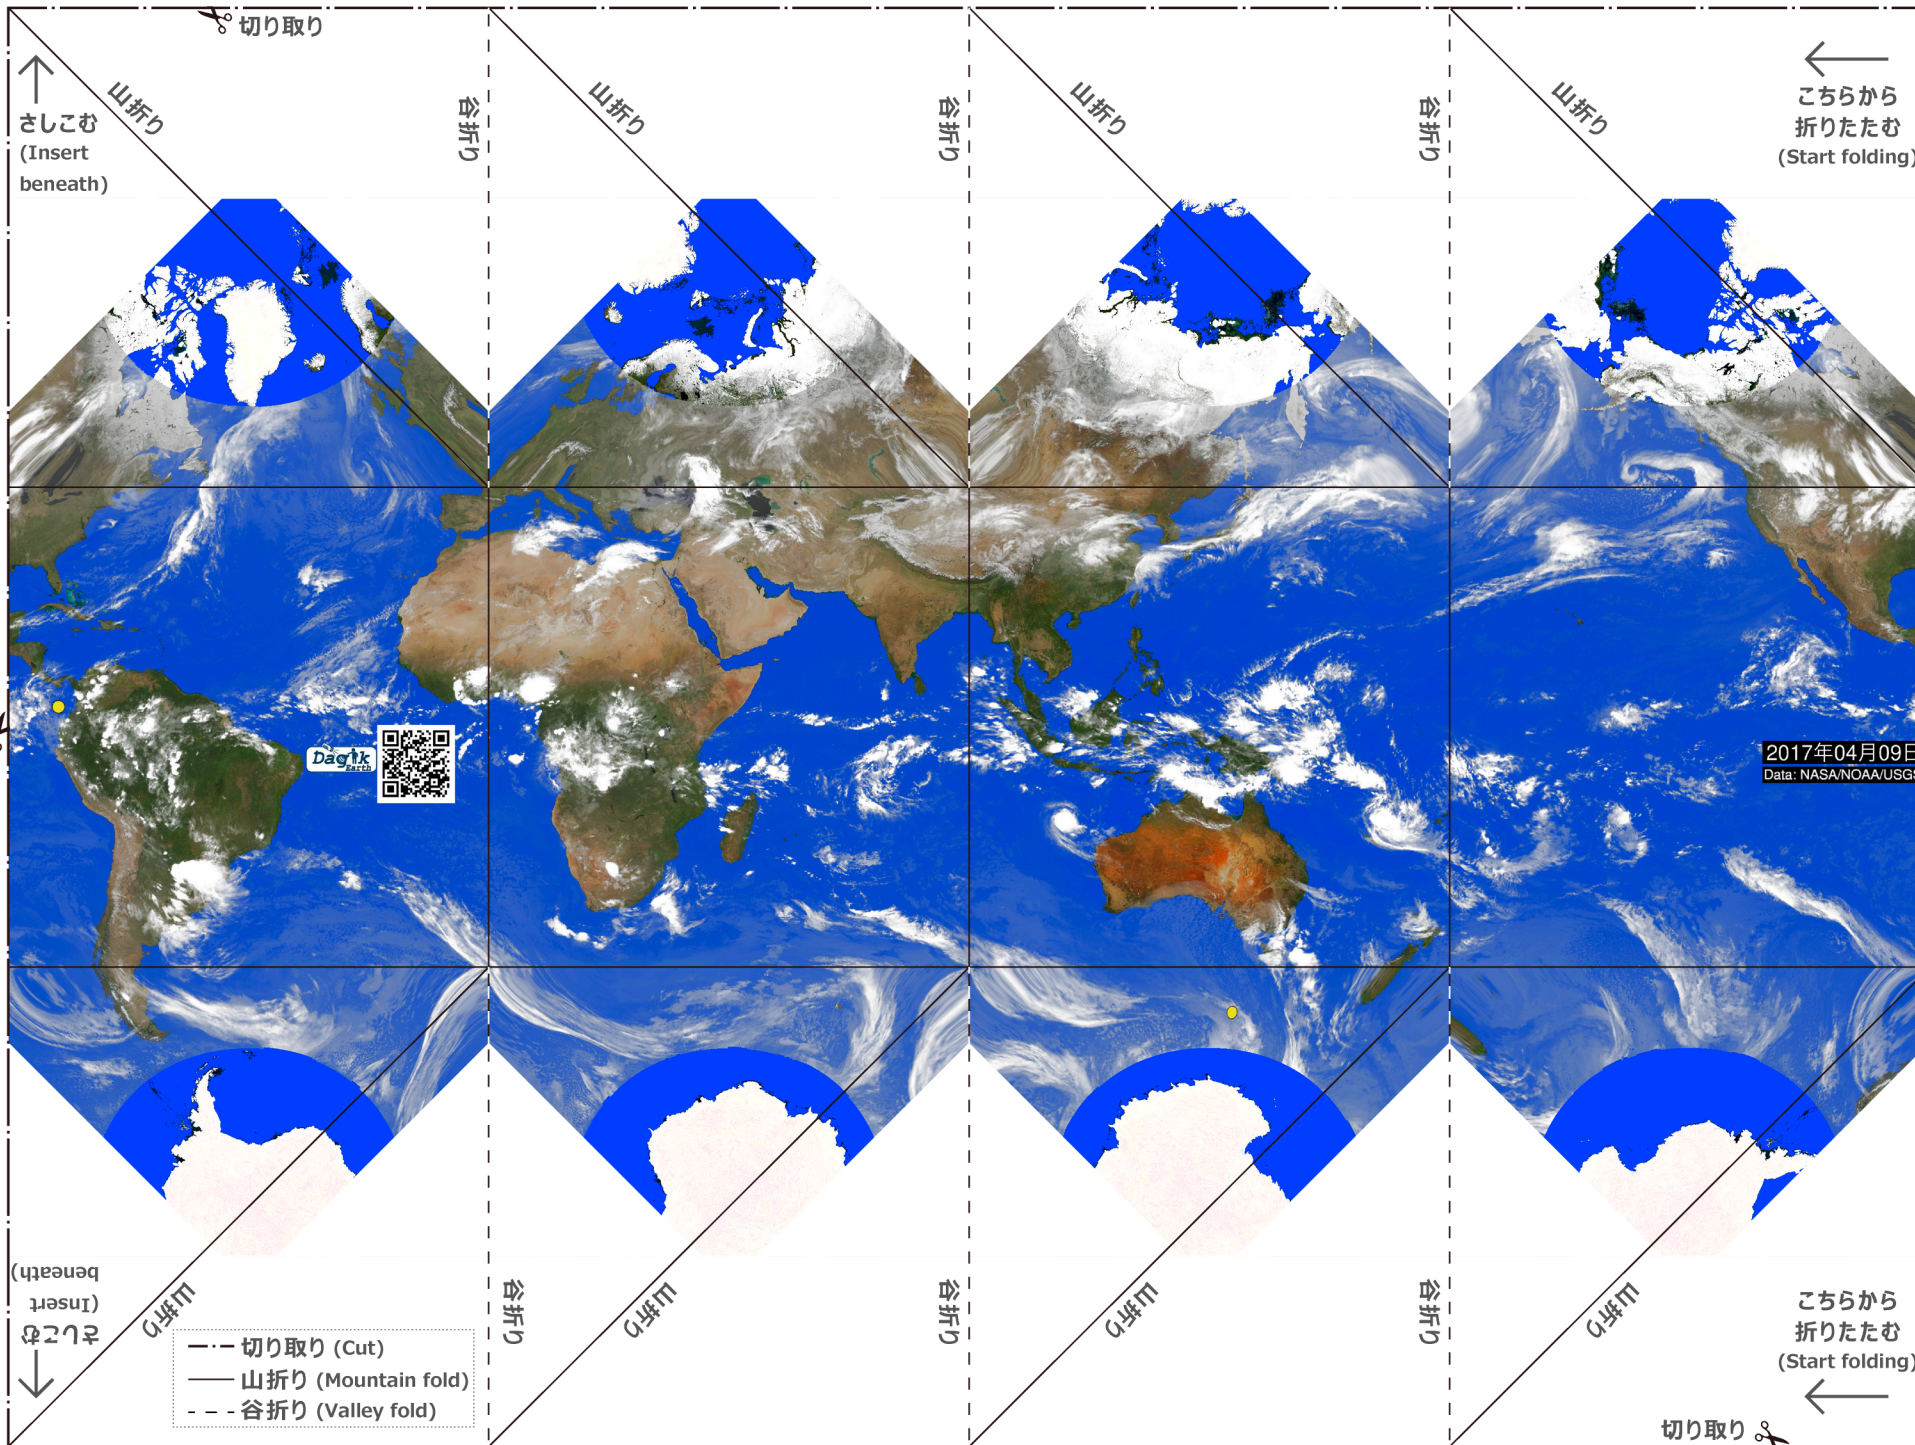 切り取り
山折り
山折り
山折り
山折り
谷折り
谷折り
谷折り
さしこむ
(Insert
beneath)
こちらから
折りたたむ
(Start folding)
Dagik
Earth
2017年04月09日
Data: NASA/NOAA/USGS
さしこむ
(Insert
beneath)
山折り
山折り
山折り
山折り
谷折り
谷折り
谷折り
こちらから
折りたたむ
(Start folding)
切り取り (Cut)
山折り (Mountain fold)
谷折り (Valley fold)
切り取り